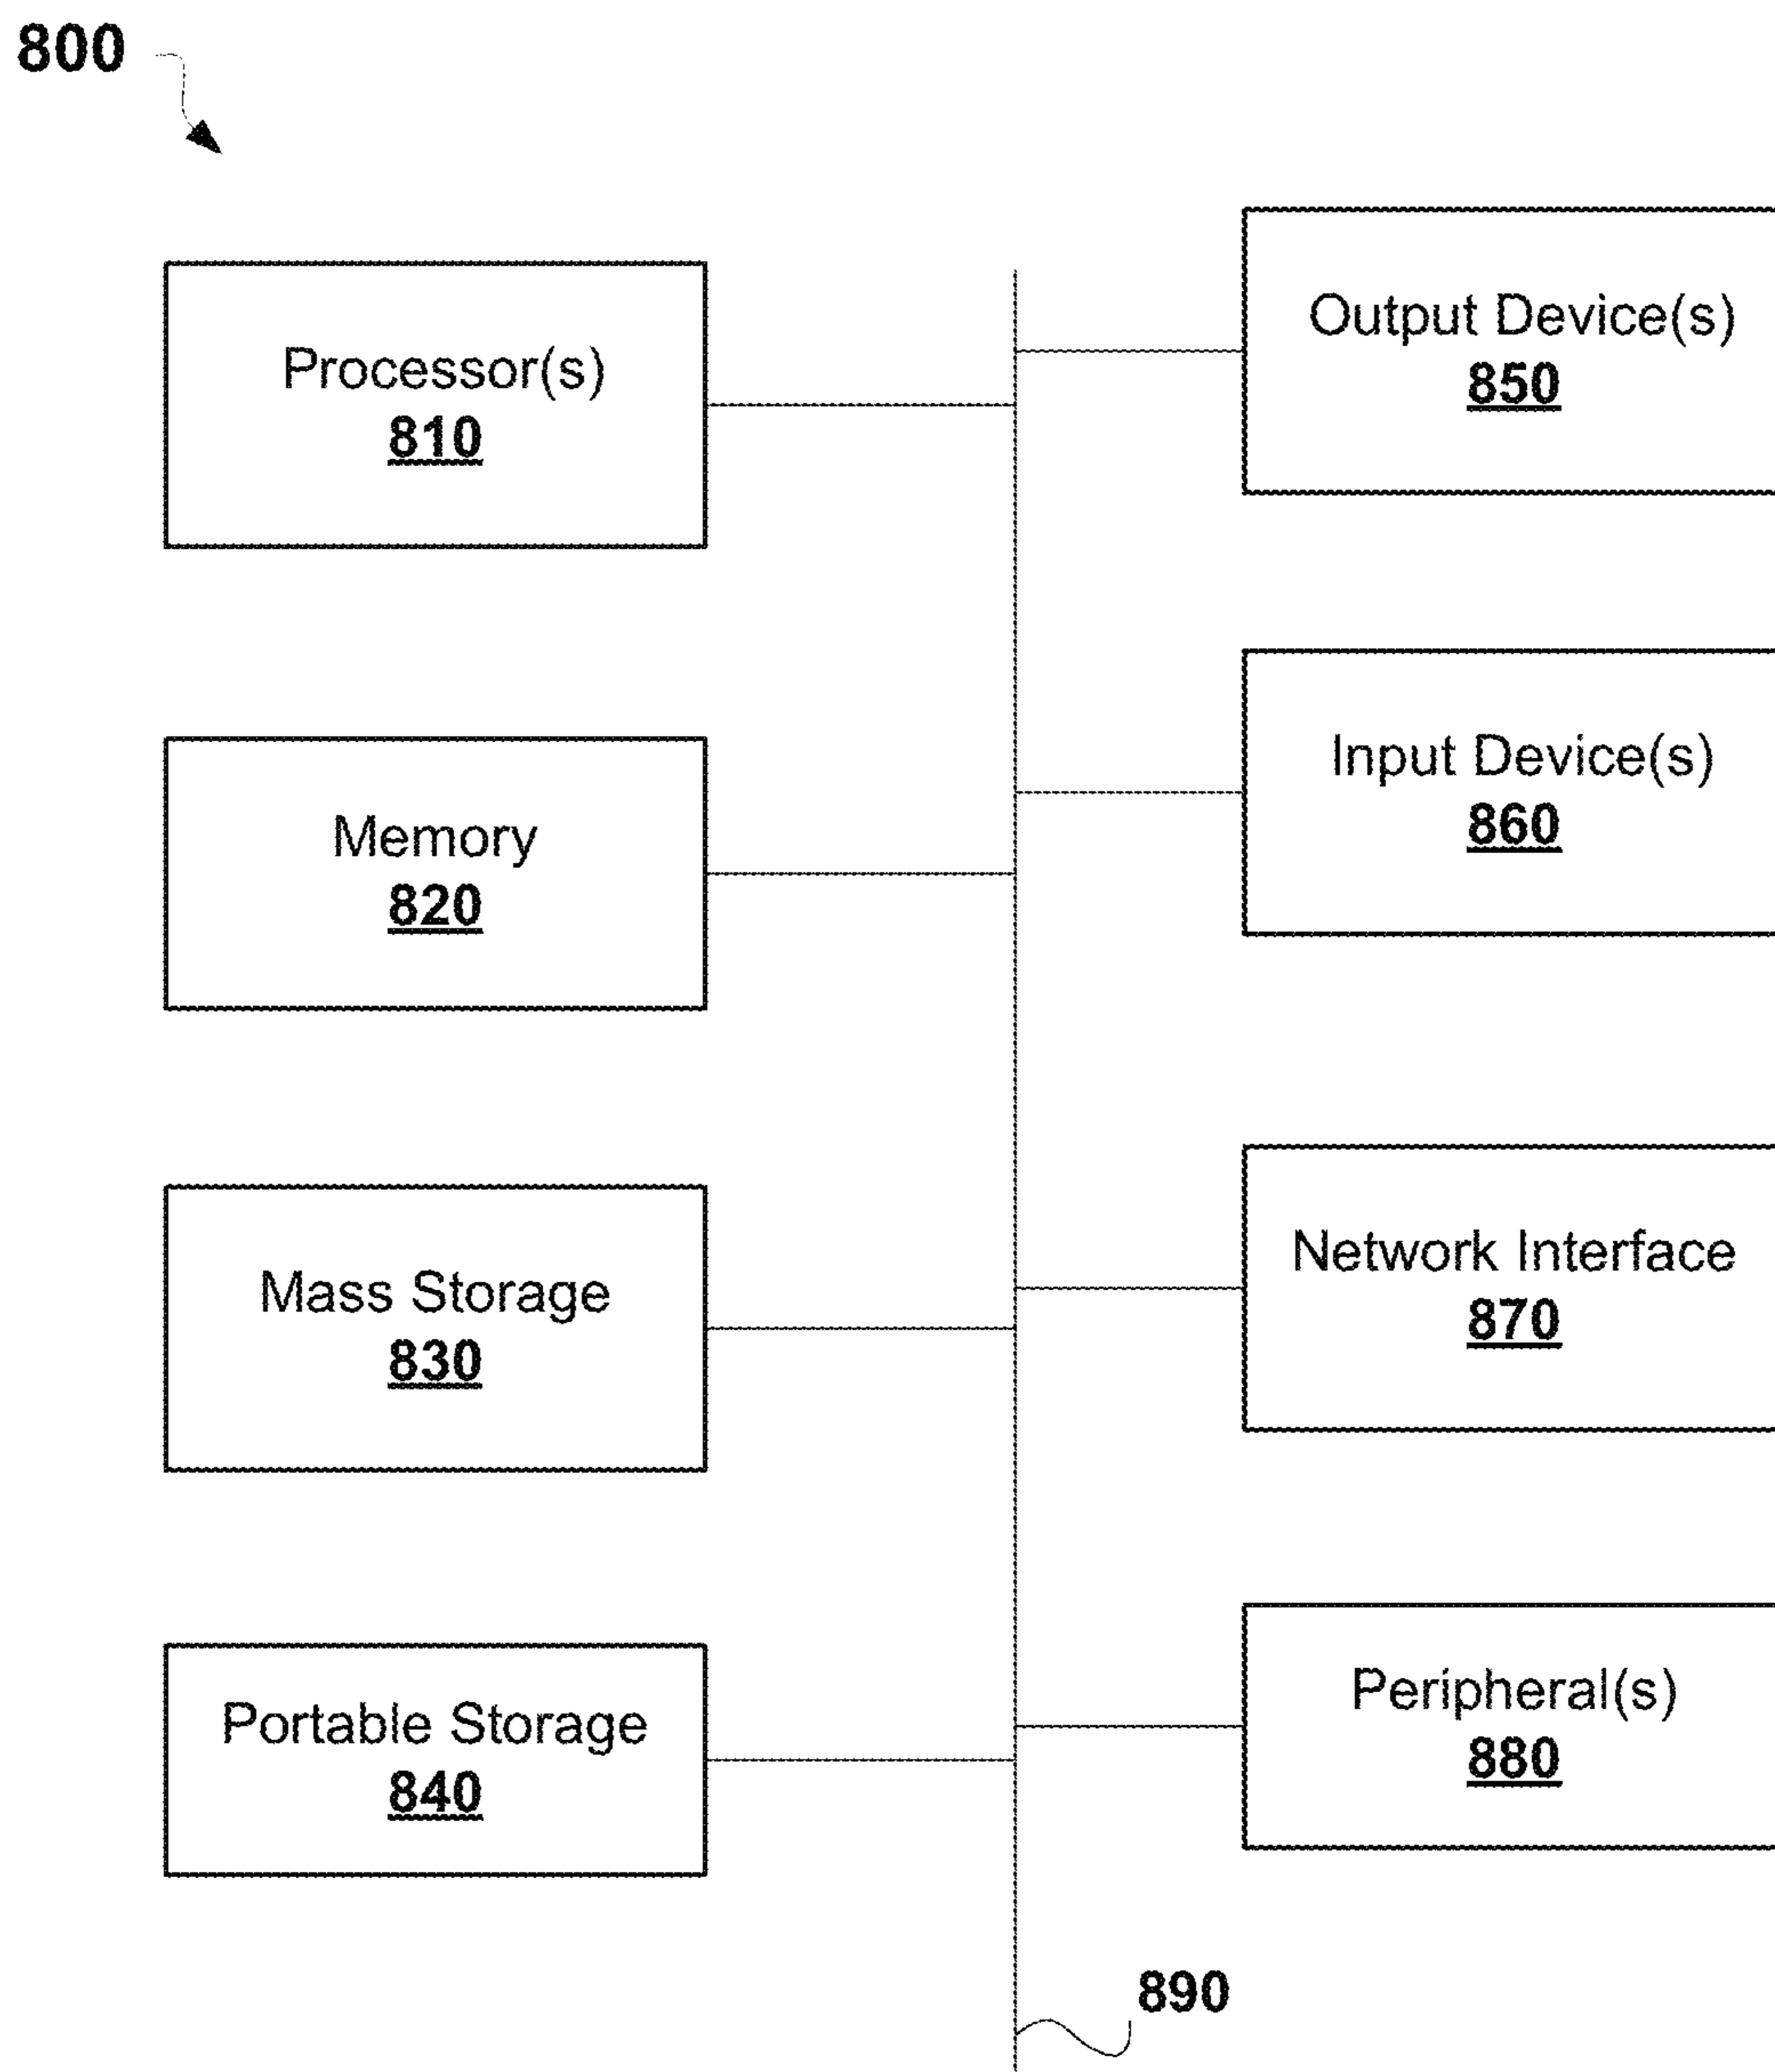 800
Processor(s)
810
Memory
820
Mass Storage
830
Portable Storage
840
Output Device(s)
850
Input Device(s)
860
Network Interface
870
Peripheral(s)
880
890